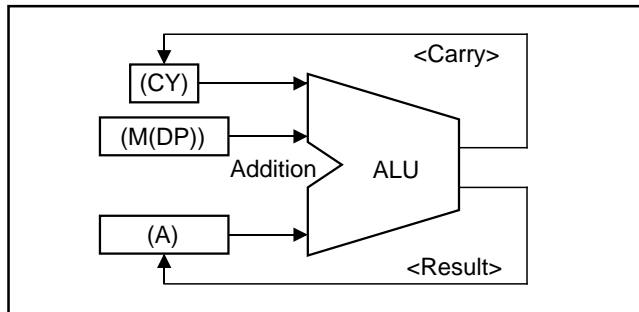 <Carry>
(CY)
(M(DP))
Addition
ALU
(A)
<Result>